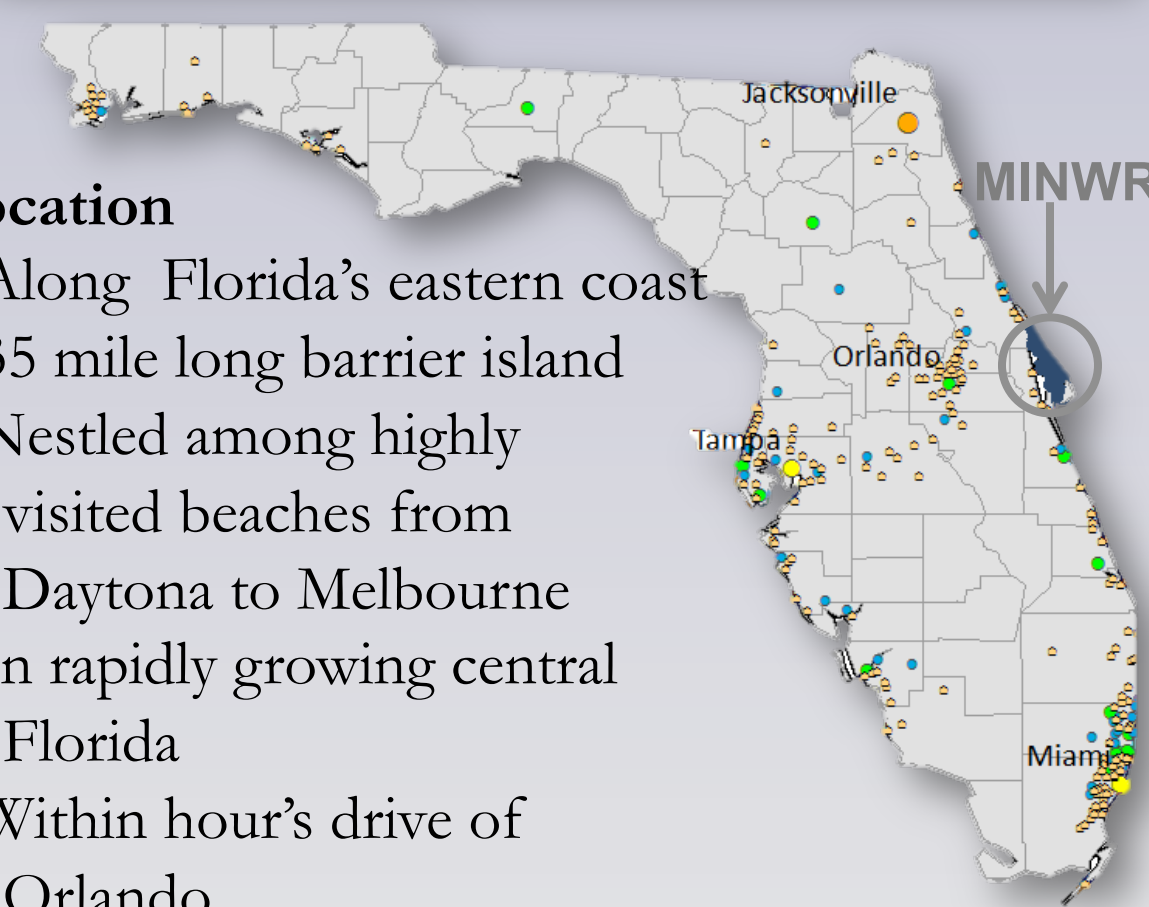 Jacksonville
MINWR
ocation
Along Florida's eastern coast
35 mile long barrier island
Nestled among highly
visited beaches from
Daytona to Melbourne
n rapidly growing central
Florida
Within hour's drive of
Orlando
Orlando
Tampa
Miami